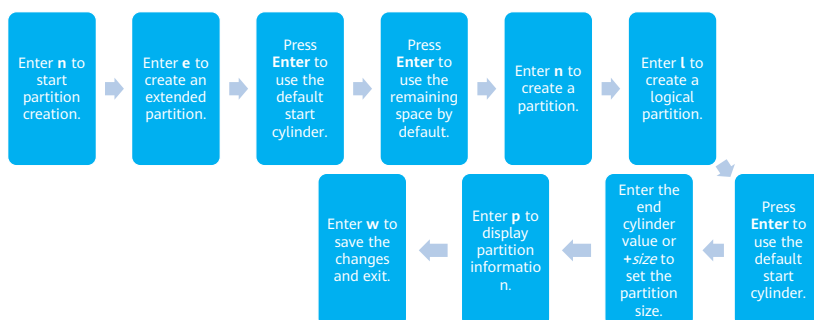 Enter n to
start
partition
creation.
Enter e to
create an
extended
partition.
Press
Enter to
use the
default
start
cylinder.
Press
Enter to
use the
remaining
space by
default.
Enter n to
create a
partition.
Enter l to
create a
logical
partition.
Press
Enter to
use the
default
start
cylinder.
Enter the
end
cylinder
value or
+size to
set the
partition
size.
Enter p to
display
partition
informatio
n.
Enter w to
save the
changes
and exit.